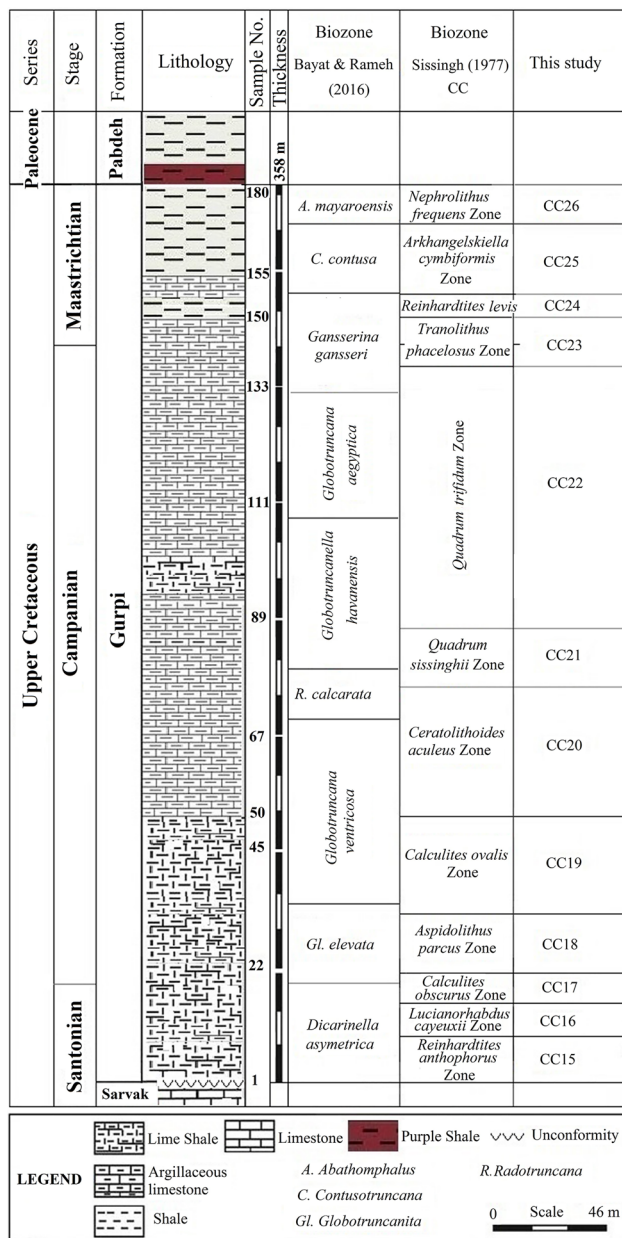 Series
Stage
Formation
Lithology
Sample No.
Thickness
Biozone
Bayat & Rameh
(2016)
Biozone
Sissingh (1977)
CC
This study
Paleocene
Pabdeh
358 m
Upper Cretaceous
Maastrichtian
Campanian
Santonian
Gurpi
Sarvak
180
155
150
133
111
89
67
50
45
22
1
A. mayaroensis
C. contusa
Gansserina
gansseri
Globotruncana
aegyptica
Globotruncanella
havanensis
R. calcarata
Globotruncana
ventricosa
Gl. elevata
Dicarinella
asymetrica
Nephrolithus
frequens Zone
Arkhangelskiella
cymbiformis
Zone
Reinhardtites levis
Tranolithus
phacelosus Zone
Quadrum trifidum Zone
Quadrum
sissinghii Zone
Ceratolithoides
aculeus Zone
Calculites ovalis
Zone
Aspidolithus
parcus Zone
Calculites
obscurus Zone
Lucianorhabdus
cayeuxii Zone
Reinhardtites
anthophorus
Zone
CC26
CC25
CC24
CC23
CC22
CC21
CC20
CC19
CC18
CC17
CC16
CC15
LEGEND
Lime Shale
Limestone
Purple Shale
Unconformity
Argillaceous
limestone
Shale
A. Abathomphalus
C. Contusotruncana
Gl. Globotruncanita
R. Radotruncana
0 Scale 46 m